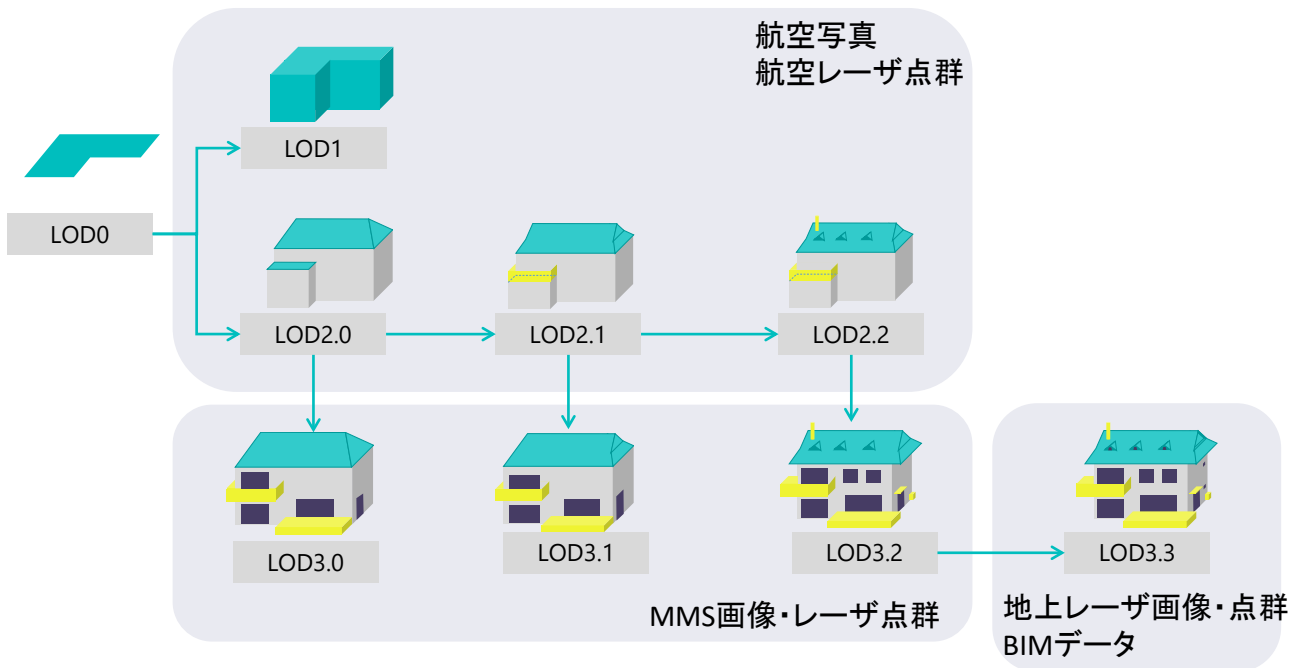 航空写真
航空レーザ点群
LOD1
LOD0
LOD2.0
LOD2.1
LOD2.2
LOD3.0
LOD3.1
LOD3.2
LOD3.3
MMS画像・レーザ点群
地上レーザ画像・点群
BIMデータ